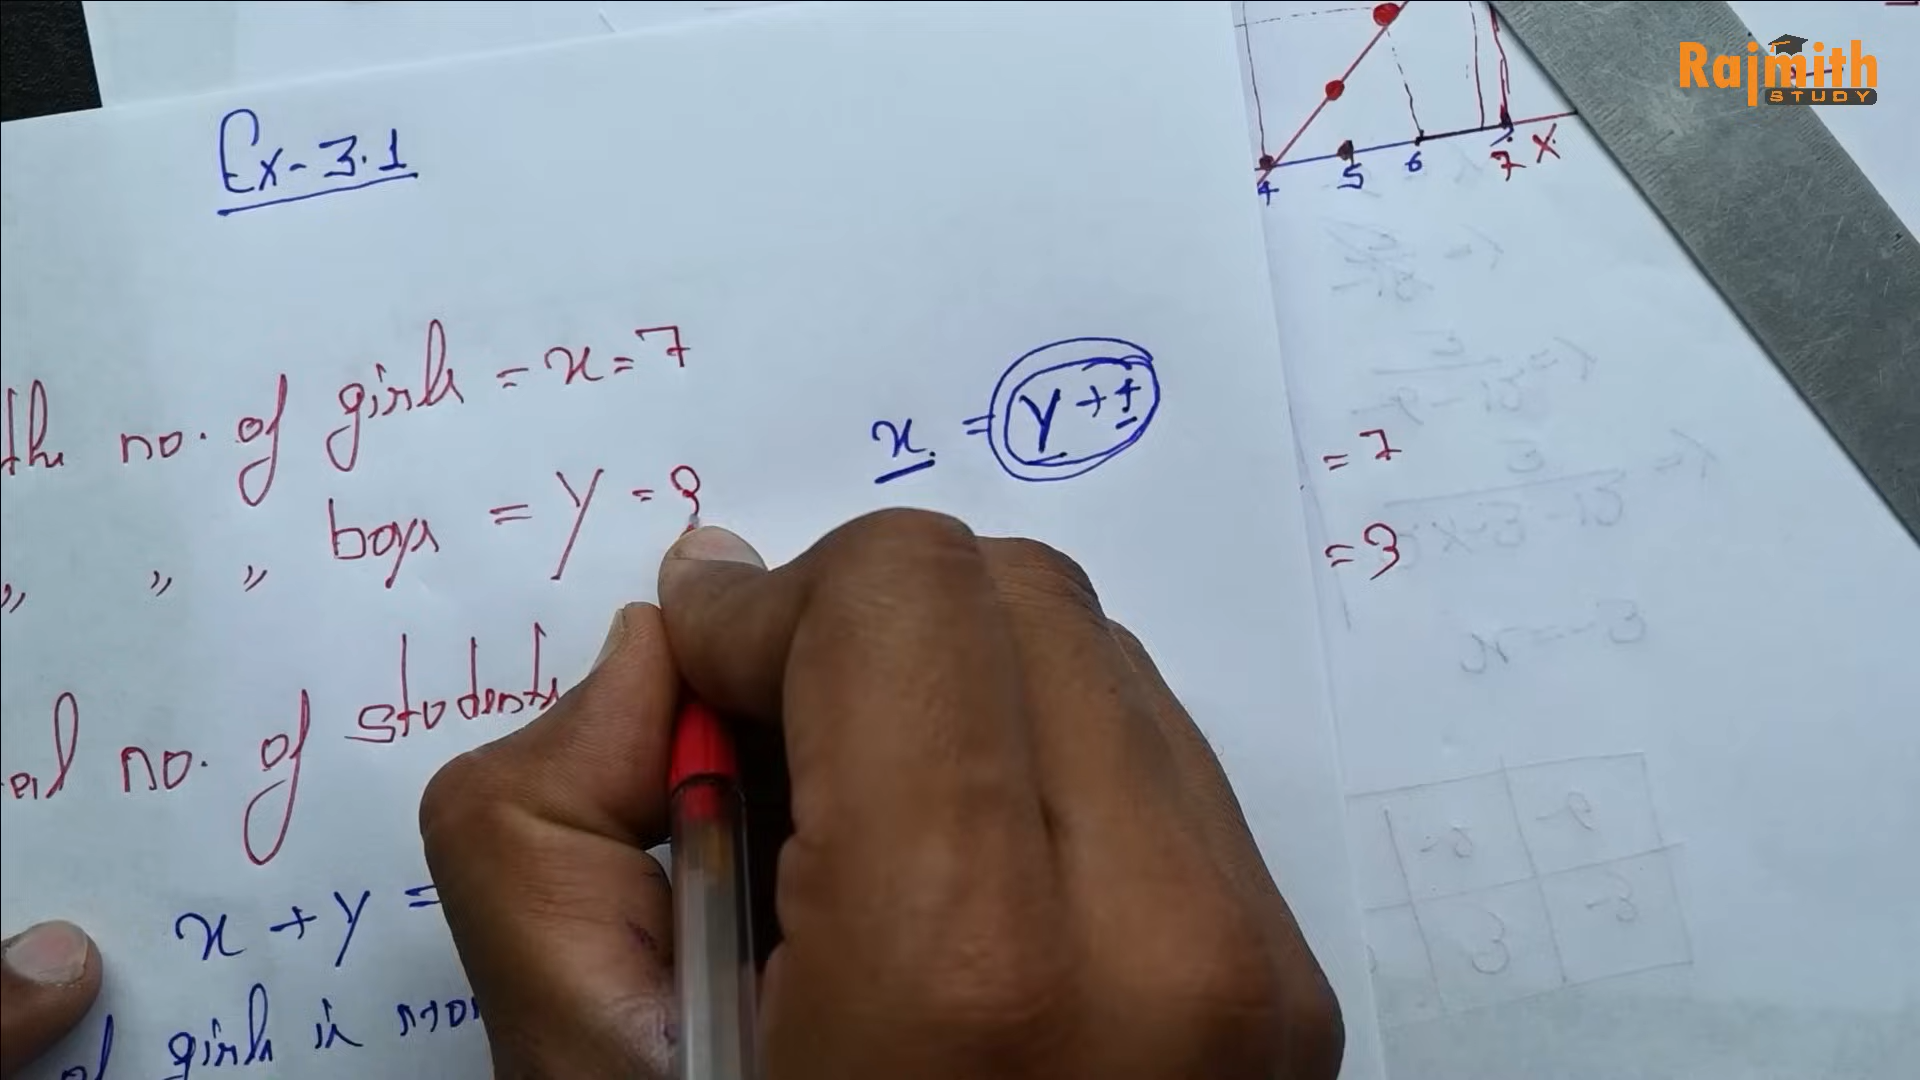 Rajmith
STUDY
4 5 6 7 X
Ex-3.1
the no. of girls = x = 7
x = y + 4
= 7
" " " boys = y = 3
= 3
no. of students
x + y =
of girls is